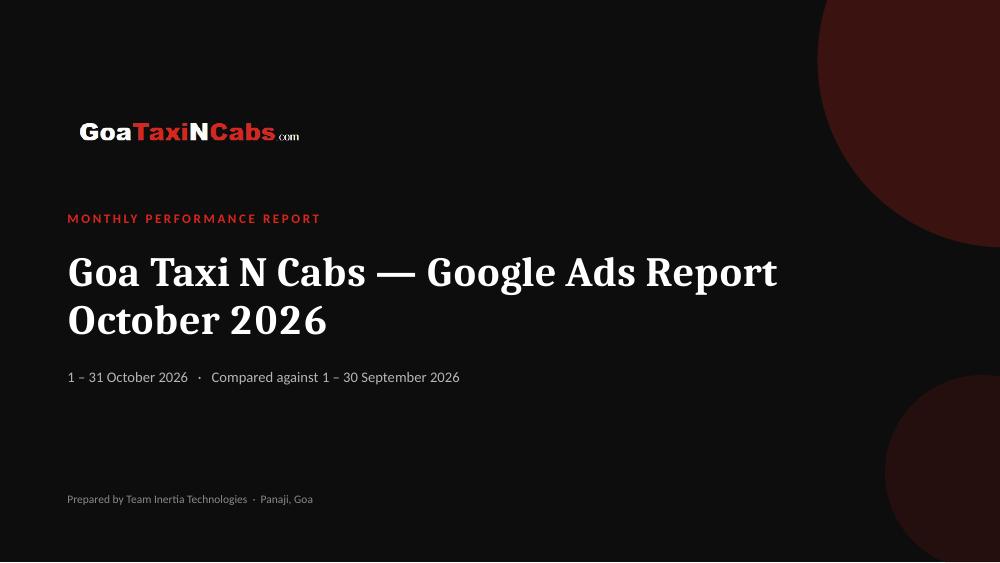 GoaTaxiNCabs.com
MONTHLY PERFORMANCE REPORT
Goa Taxi N Cabs — Google Ads Report
October 2026
1 – 31 October 2026 · Compared against 1 – 30 September 2026
Prepared by Team Inertia Technologies · Panaji, Goa